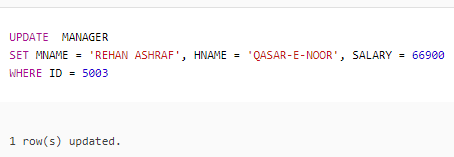 UPDATE  MANAGER
SET MNAME = 'REHAN ASHRAF', HNAME = 'QASAR-E-NOOR', SALARY = 66900
WHERE ID = 5003
1 row(s) updated.